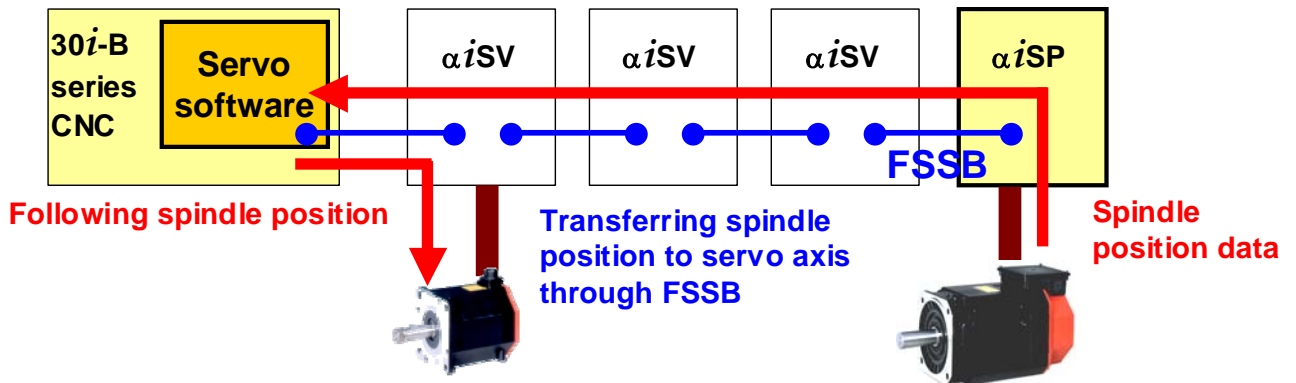 30i-B
series
CNC
Servo
software
αiSV
αiSV
αiSV
αiSP
FSSB
Following spindle position
Transferring spindle
position to servo axis
through FSSB
Spindle
position data